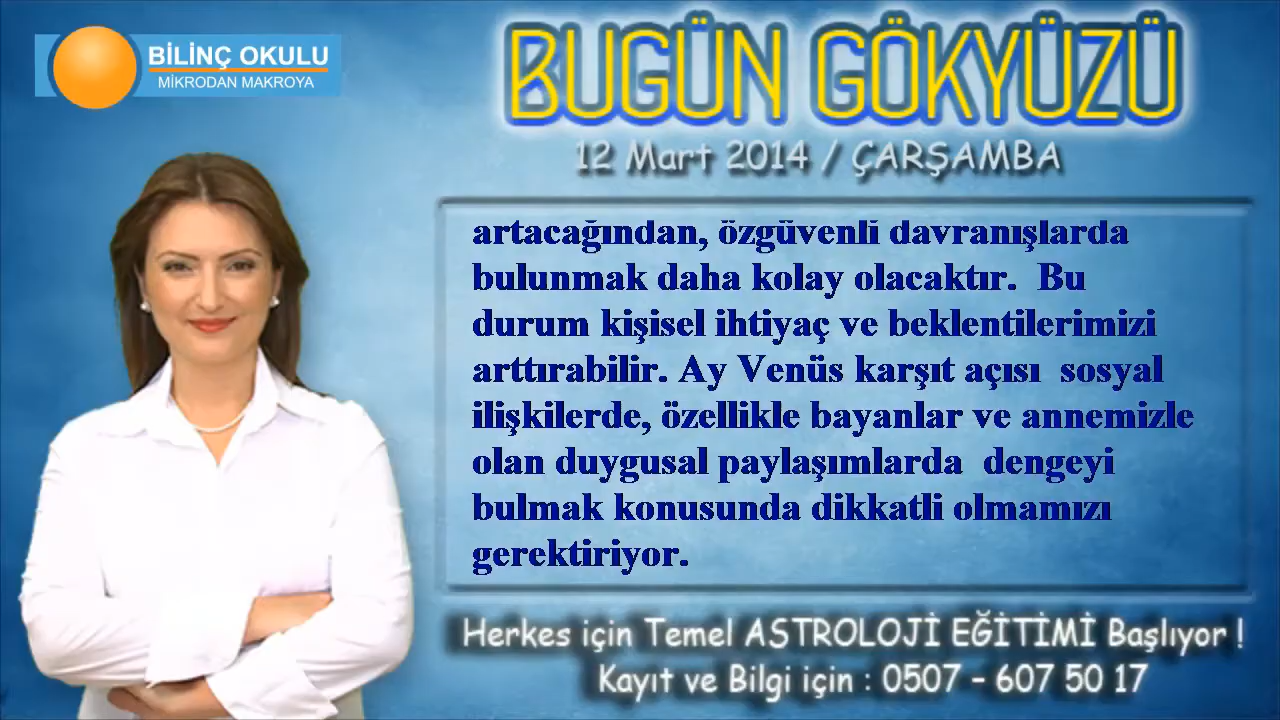 BİLİNÇ OKULU
MİKRODAN MAKROYA
BUGÜN GÖKYÜZÜ
12 Mart 2014 / ÇARŞAMBA
artacağından, özgüvenli davranışlarda
bulunmak daha kolay olacaktır.  Bu
durum kişisel ihtiyaç ve beklentilerimizi
arttırabilir. Ay Venüs karşıt açısı  sosyal
ilişkilerde, özellikle bayanlar ve annemizle
olan duygusal paylaşımlarda  dengeyi
bulmak konusunda dikkatli olmamızı
gerektiriyor.
Herkes için Temel ASTROLOJİ EĞİTİMİ Başlıyor !
Kayıt ve Bilgi için : 0507 – 607 50 17